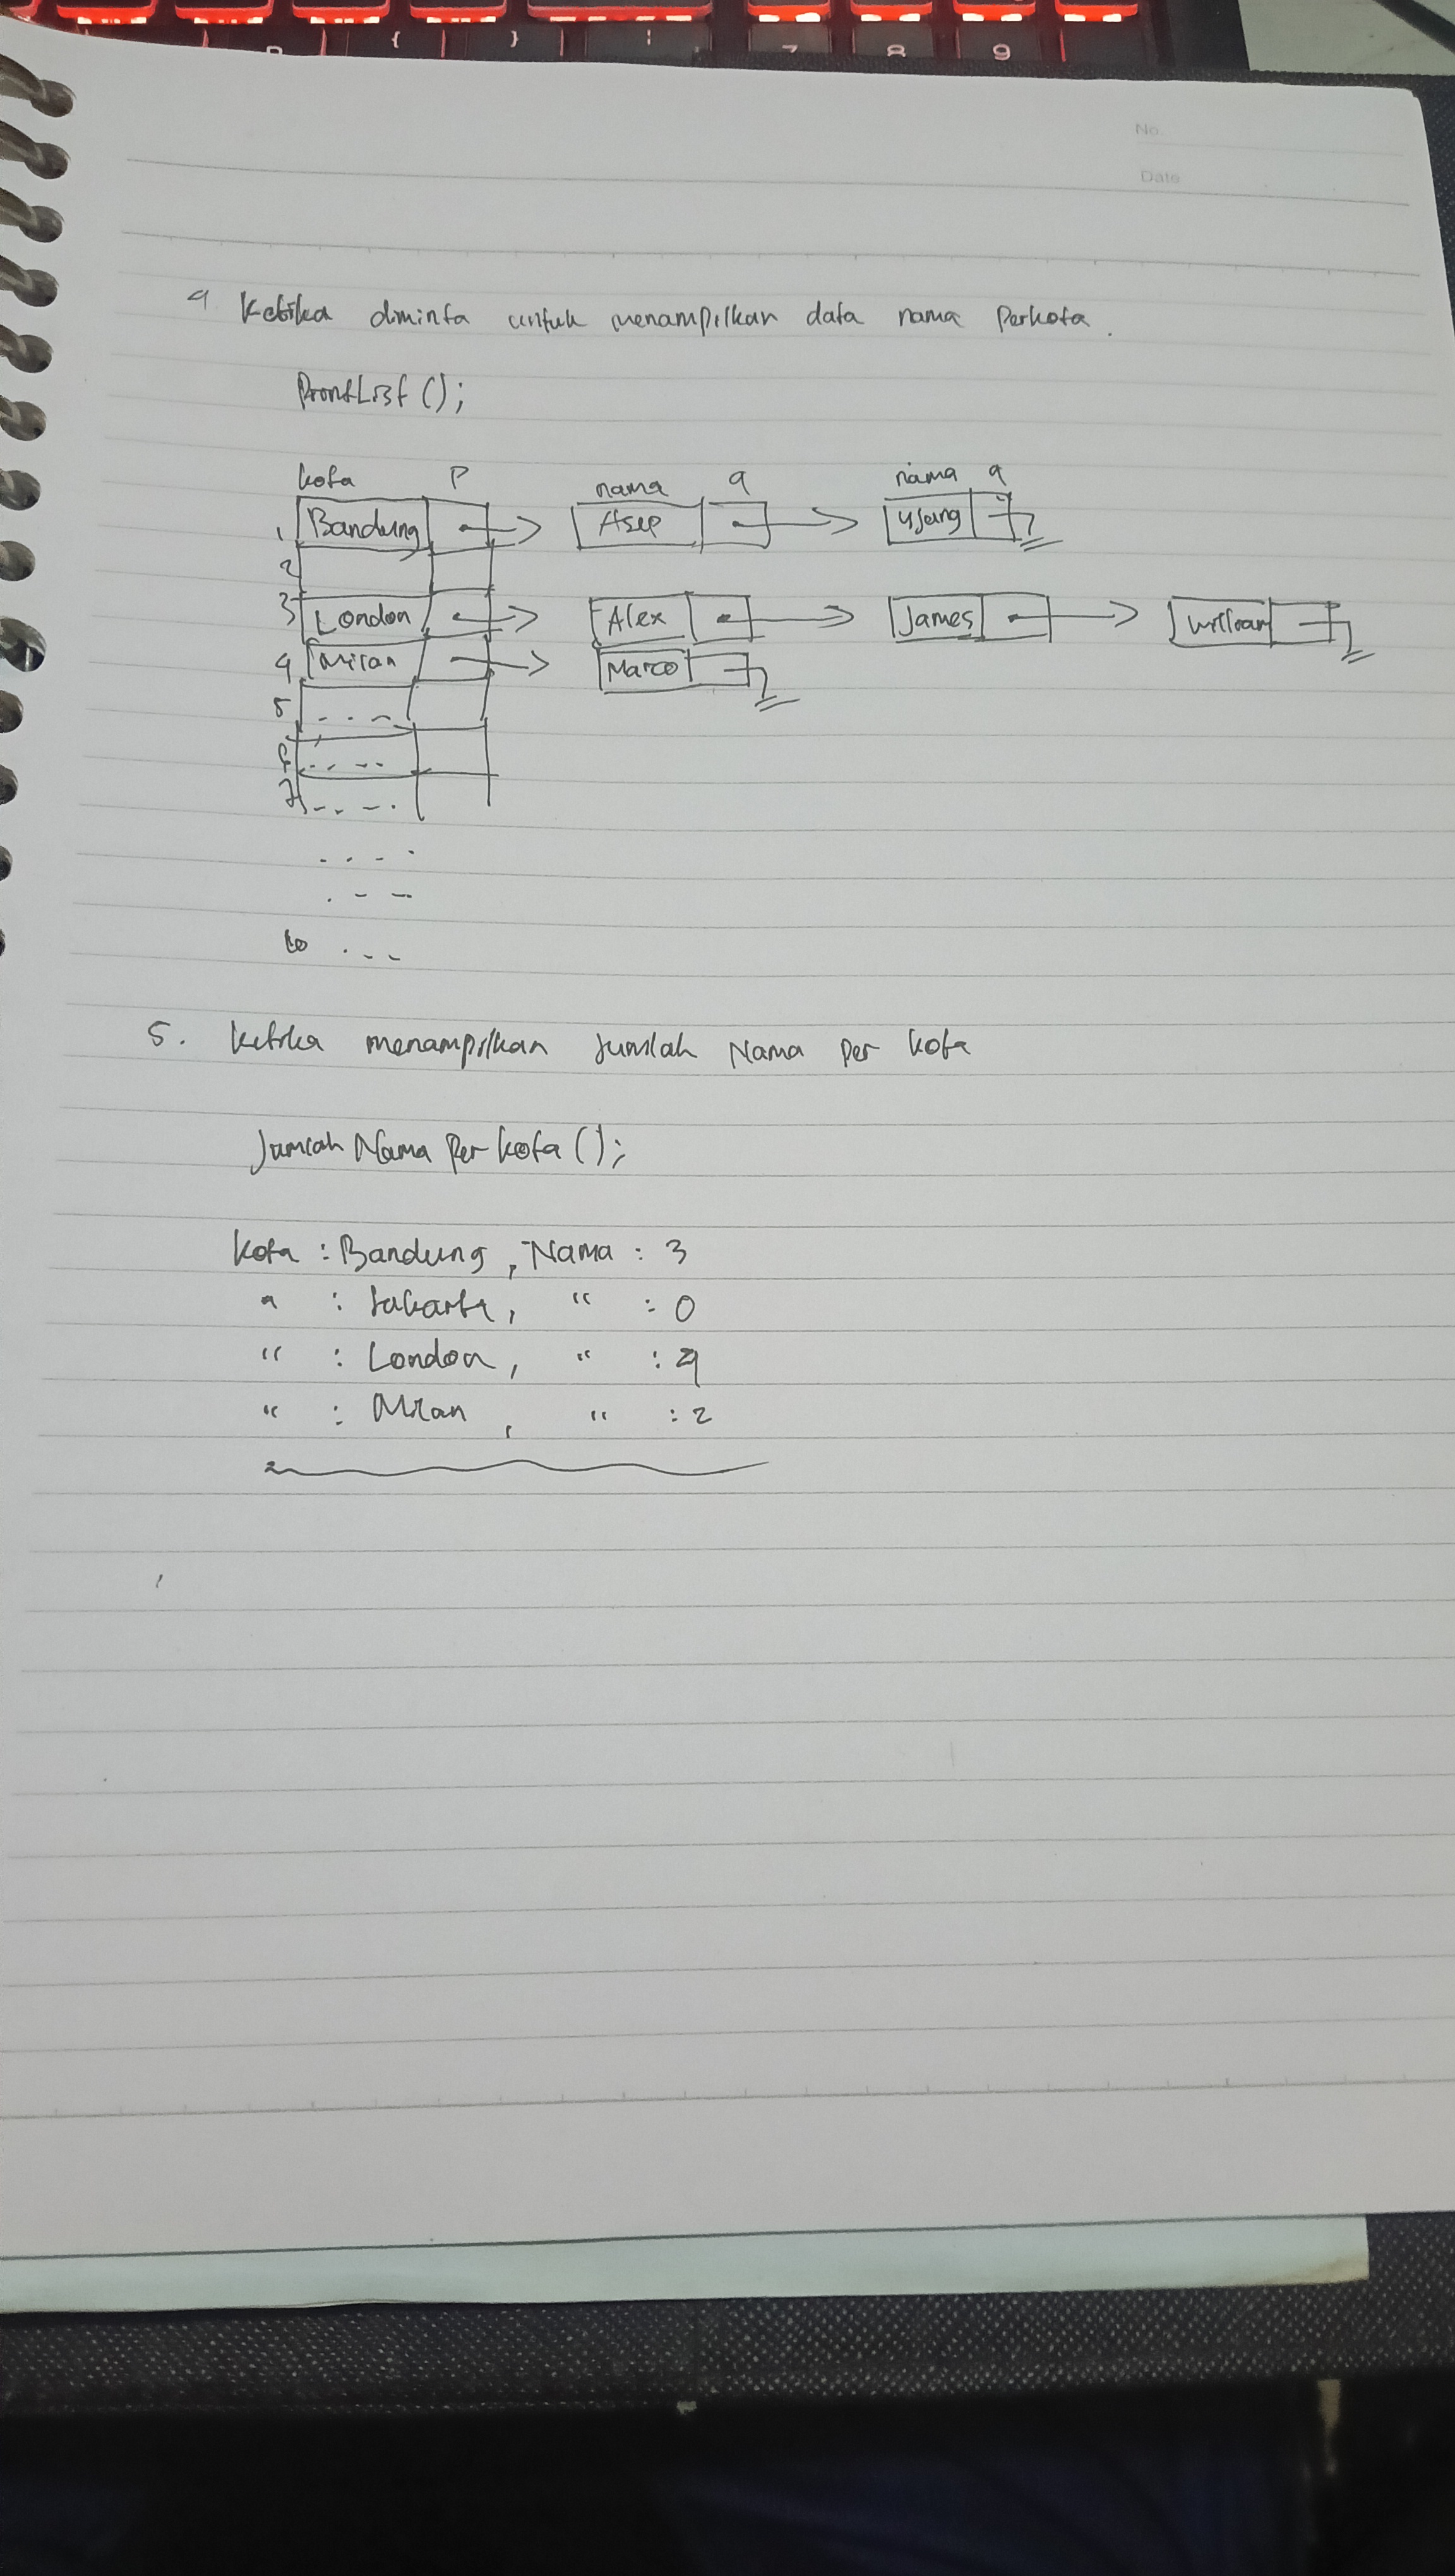 { } 7 8 9
No.
Date
4 Ketika diminta untuk menampilkan data nama Perkota.
PrintList();
kota P nama q nama q
1 Bandung Asep Ujang
2
3 London Alex James William
4 Milan Marco
5 . - - -
6 . . - - -
7 . - - - .
. . - .
. - -
10 . - -
5. Ketika menampilkan Jumlah Nama Per kota
Jumlah Nama Per kota();
Kota : Bandung , Nama : 3
" : Jakarta, " : 0
" : London, " : 4
" : Milan , " : 2